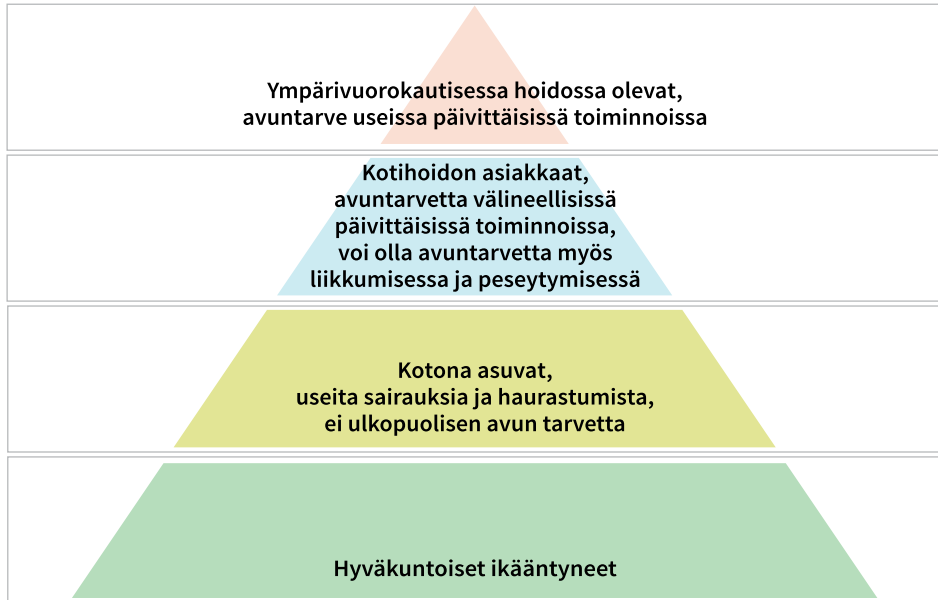 Ympärivuorokautisessa hoidossa olevat,
avuntarve useissa päivittäisissä toiminnoissa
Kotihoidon asiakkaat,
avuntarvetta välineellisissä
päivittäisissä toiminnoissa,
voi olla avuntarvetta myös
liikkumisessa ja peseytymisessä
Kotona asuvat,
useita sairauksia ja haurastumista,
ei ulkopuolisen avun tarvetta
Hyväkuntoiset ikääntyneet